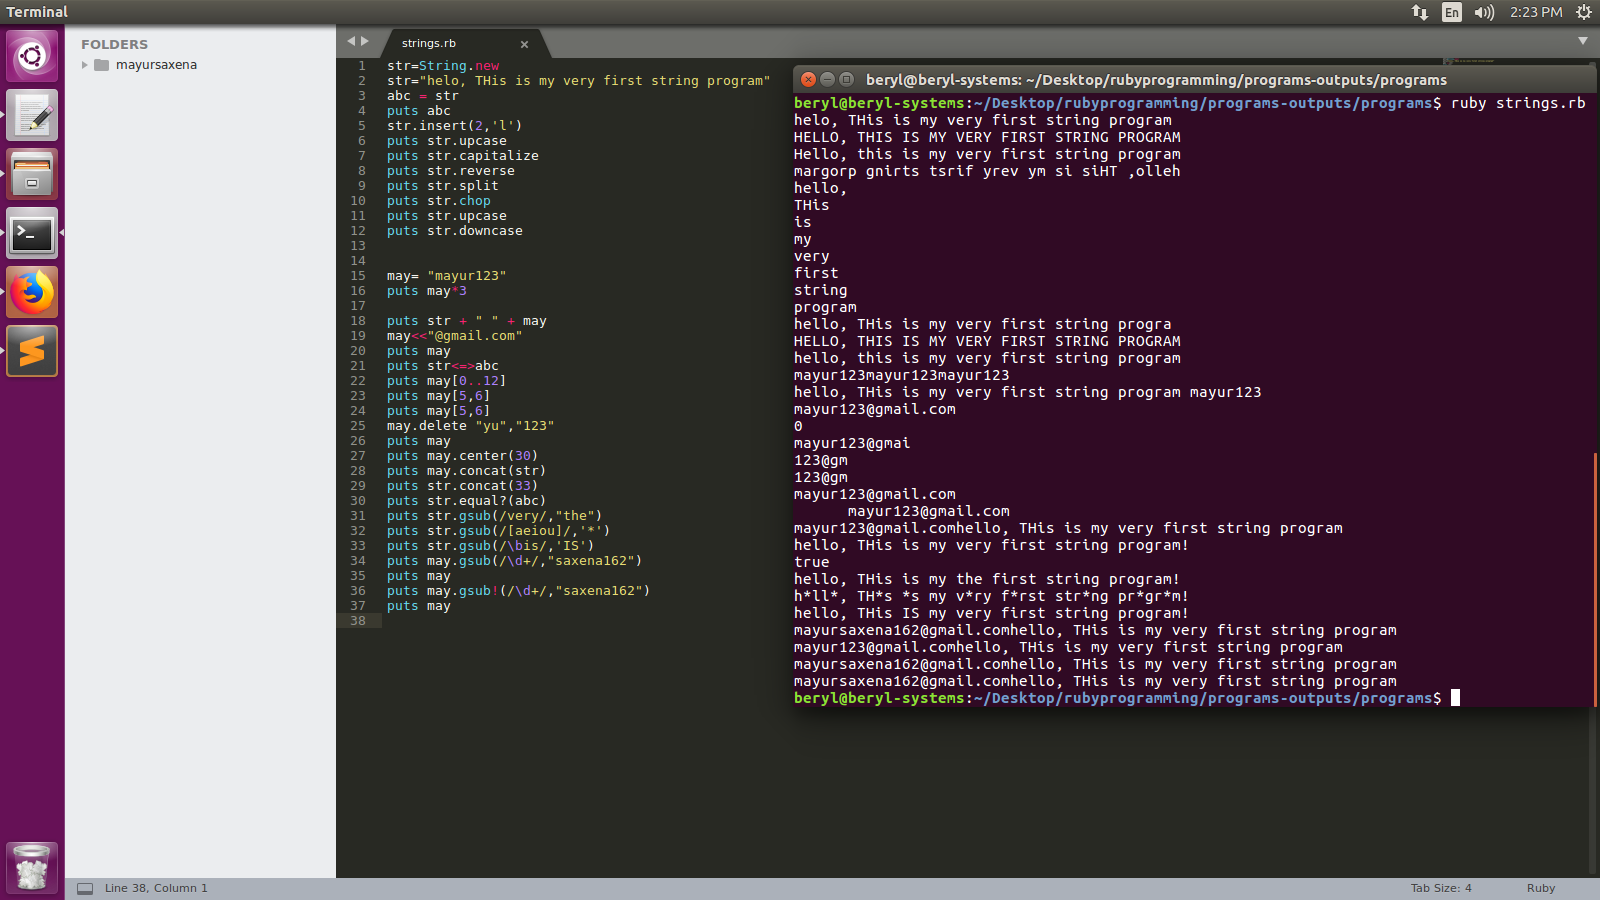 Terminal
En
2:23 PM
FOLDERS
mayursaxena
strings.rb
1 str=String.new
2 str="helo, THis is my very first string program"
3 abc = str
4 puts abc
5 str.insert(2,'l')
6 puts str.upcase
7 puts str.capitalize
8 puts str.reverse
9 puts str.split
10 puts str.chop
11 puts str.upcase
12 puts str.downcase
13
14
15 may= "mayur123"
16 puts may*3
17
18 puts str + " " + may
19 may<<"@gmail.com"
20 puts may
21 puts str<=>abc
22 puts may[0..12]
23 puts may[5,6]
24 puts may[5,6]
25 may.delete "yu","123"
26 puts may
27 puts may.center(30)
28 puts may.concat(str)
29 puts str.concat(33)
30 puts str.equal?(abc)
31 puts str.gsub(/very/,"the")
32 puts str.gsub(/[aeiou]/,'*')
33 puts str.gsub(/\bis/,'IS')
34 puts may.gsub(/\d+/,"saxena162")
35 puts may
36 puts may.gsub!(/\d+/,"saxena162")
37 puts may
38
beryl@beryl-systems: ~/Desktop/rubyprogramming/programs-outputs/programs
beryl@beryl-systems:~/Desktop/rubyprogramming/programs-outputs/programs$ ruby strings.rb
helo, THis is my very first string program
HELLO, THIS IS MY VERY FIRST STRING PROGRAM
Hello, this is my very first string program
margorp gnirts tsrif yrev ym si siHT ,olleh
hello,
THis
is
my
very
first
string
program
hello, THis is my very first string progra
HELLO, THIS IS MY VERY FIRST STRING PROGRAM
hello, this is my very first string program
mayur123mayur123mayur123
hello, THis is my very first string program mayur123
mayur123@gmail.com
0
mayur123@gmai
123@gm
123@gm
mayur123@gmail.com
      mayur123@gmail.com
mayur123@gmail.comhello, THis is my very first string program
hello, THis is my very first string program!
true
hello, THis is my the first string program!
h*ll*, TH*s *s my v*ry f*rst str*ng pr*gr*m!
hello, THis IS my very first string program!
mayursaxena162@gmail.comhello, THis is my very first string program
mayur123@gmail.comhello, THis is my very first string program
mayursaxena162@gmail.comhello, THis is my very first string program
mayursaxena162@gmail.comhello, THis is my very first string program
beryl@beryl-systems:~/Desktop/rubyprogramming/programs-outputs/programs$
Line 38, Column 1
Tab Size: 4
Ruby